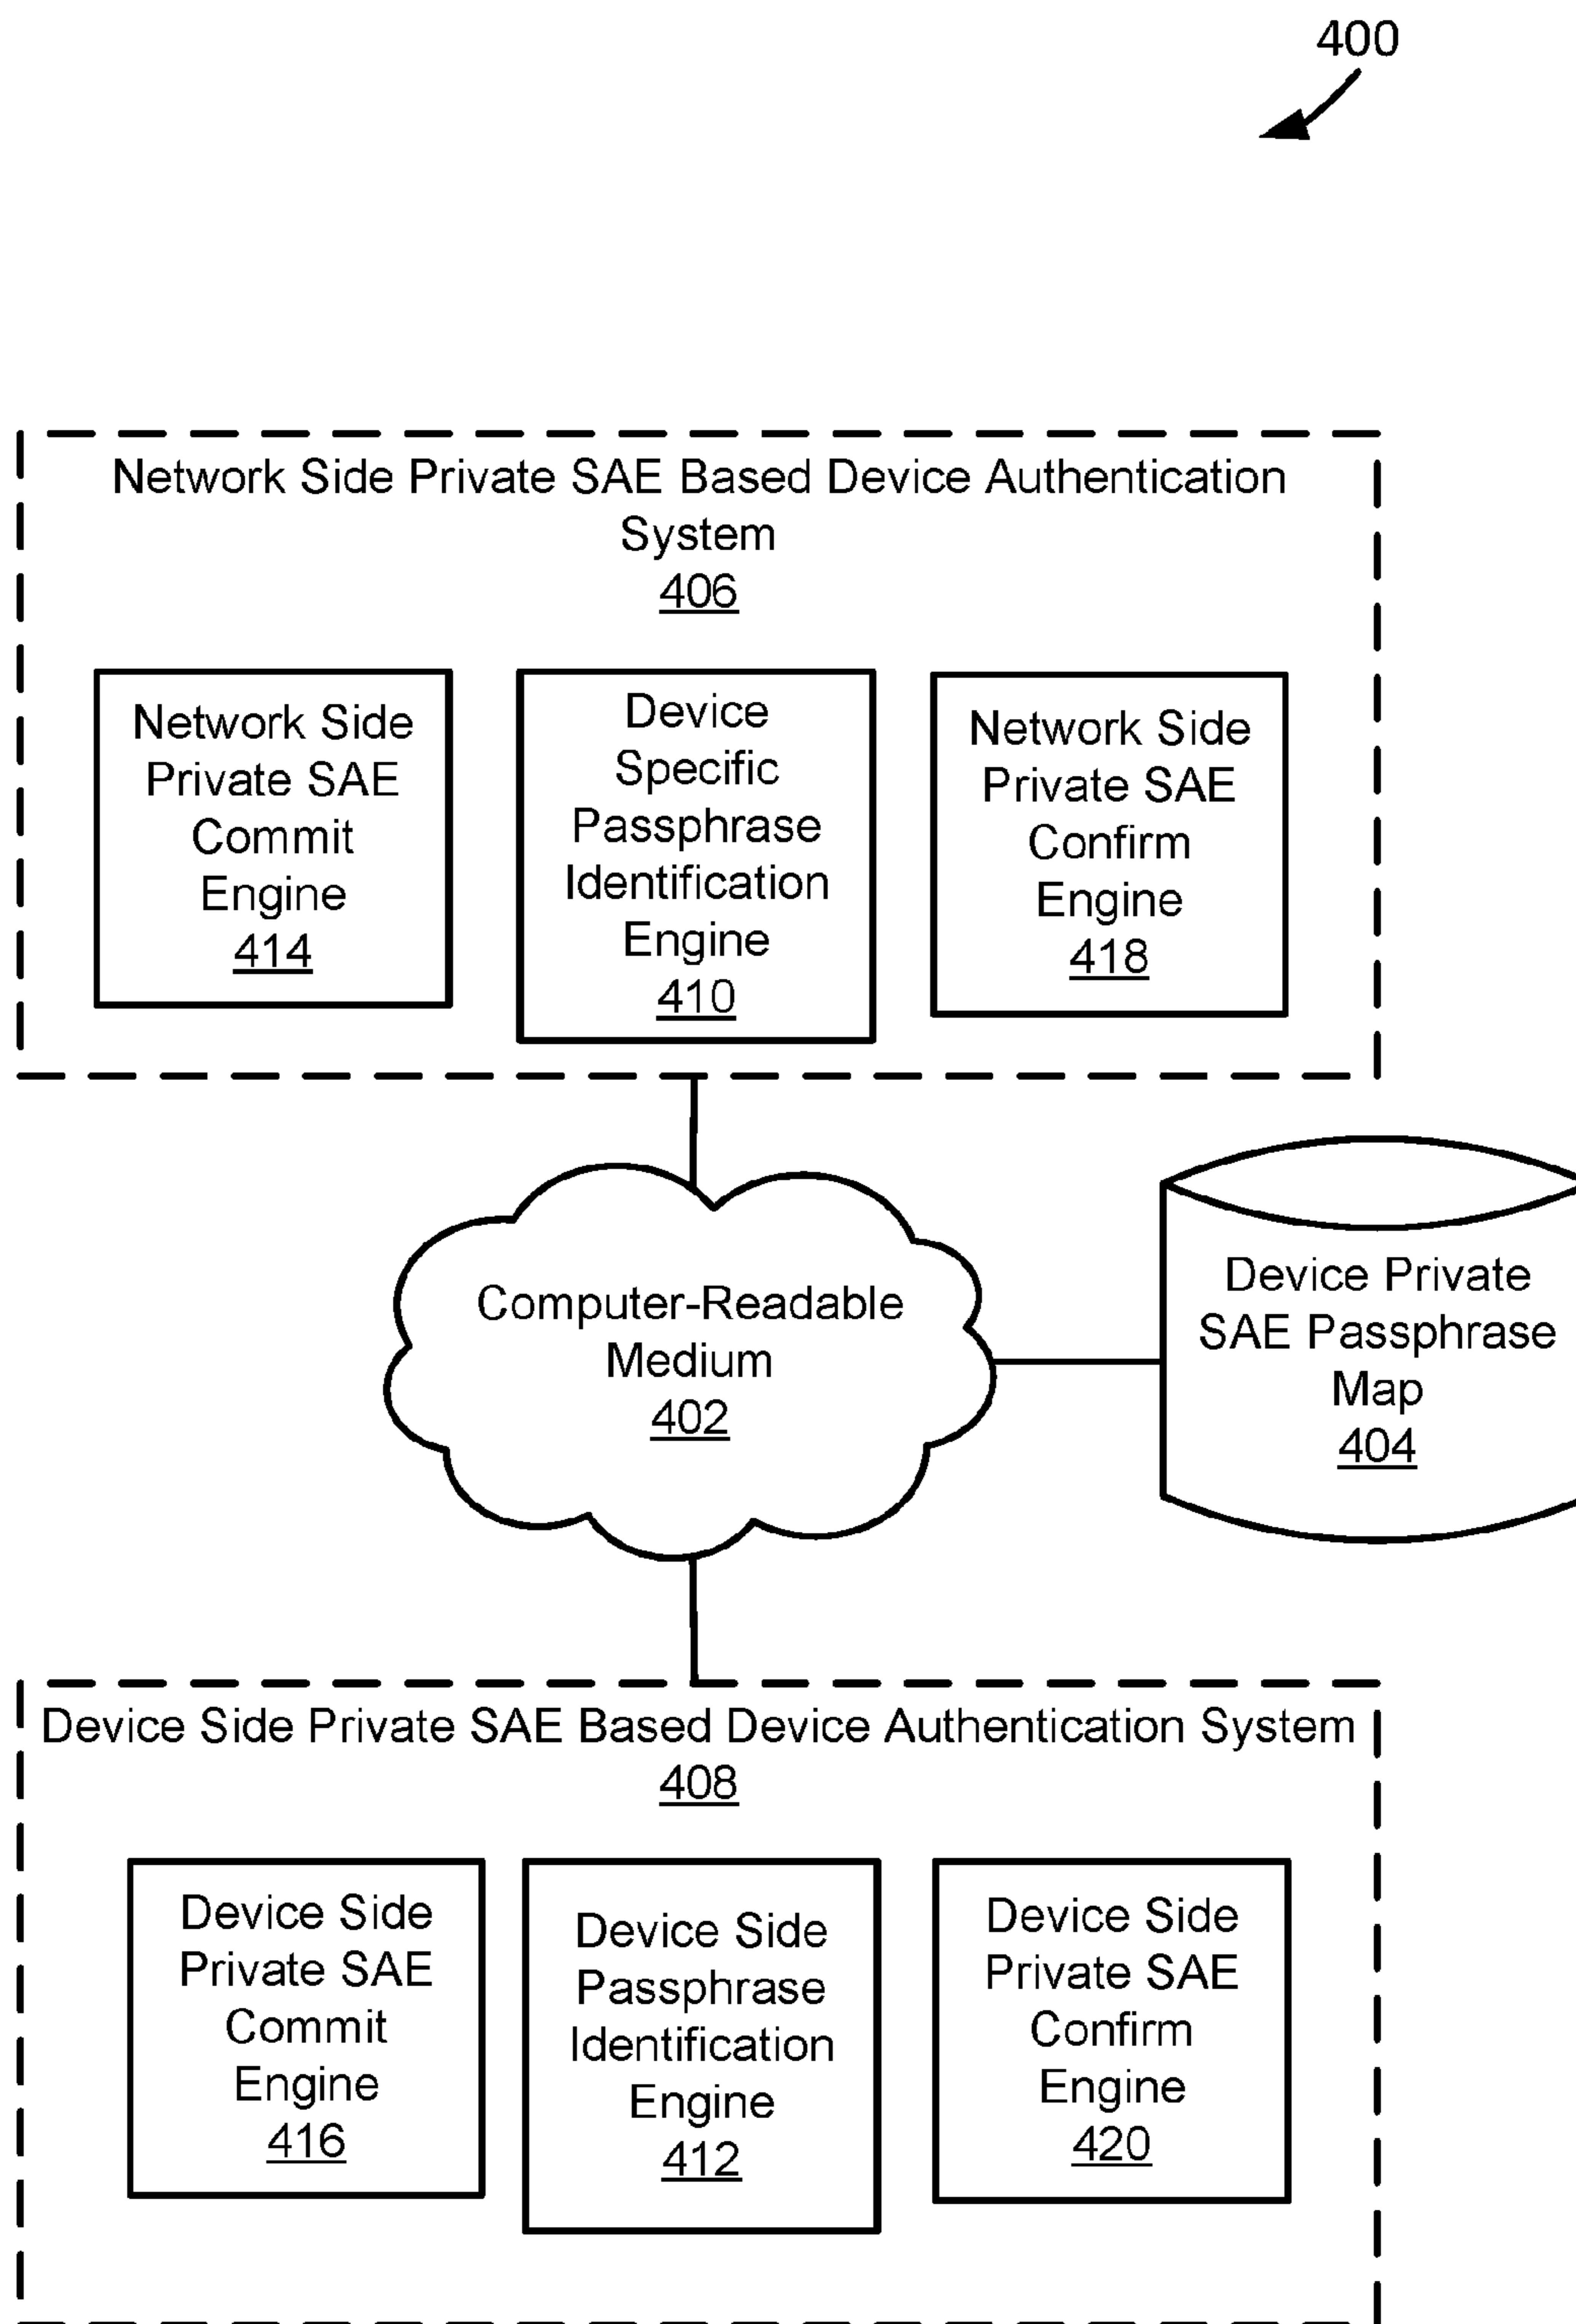 400
Network Side Private SAE Based Device Authentication
System
406
Network Side
Private SAE
Commit
Engine
414
Device
Specific
Passphrase
Identification
Engine
410
Network Side
Private SAE
Confirm
Engine
418
Computer-Readable
Medium
402
Device Private
SAE Passphrase
Map
404
Device Side Private SAE Based Device Authentication System
408
Device Side
Private SAE
Commit
Engine
416
Device Side
Passphrase
Identification
Engine
412
Device Side
Private SAE
Confirm
Engine
420